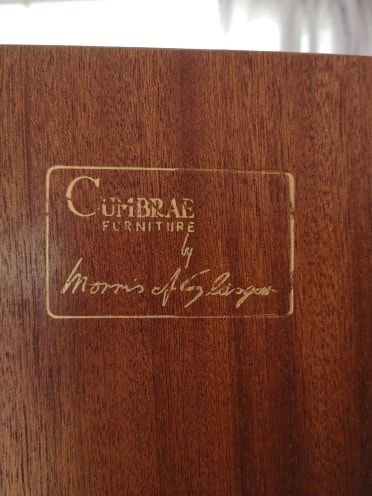 CUMBRAE
FURNITURE
by
Morris of Glasgow